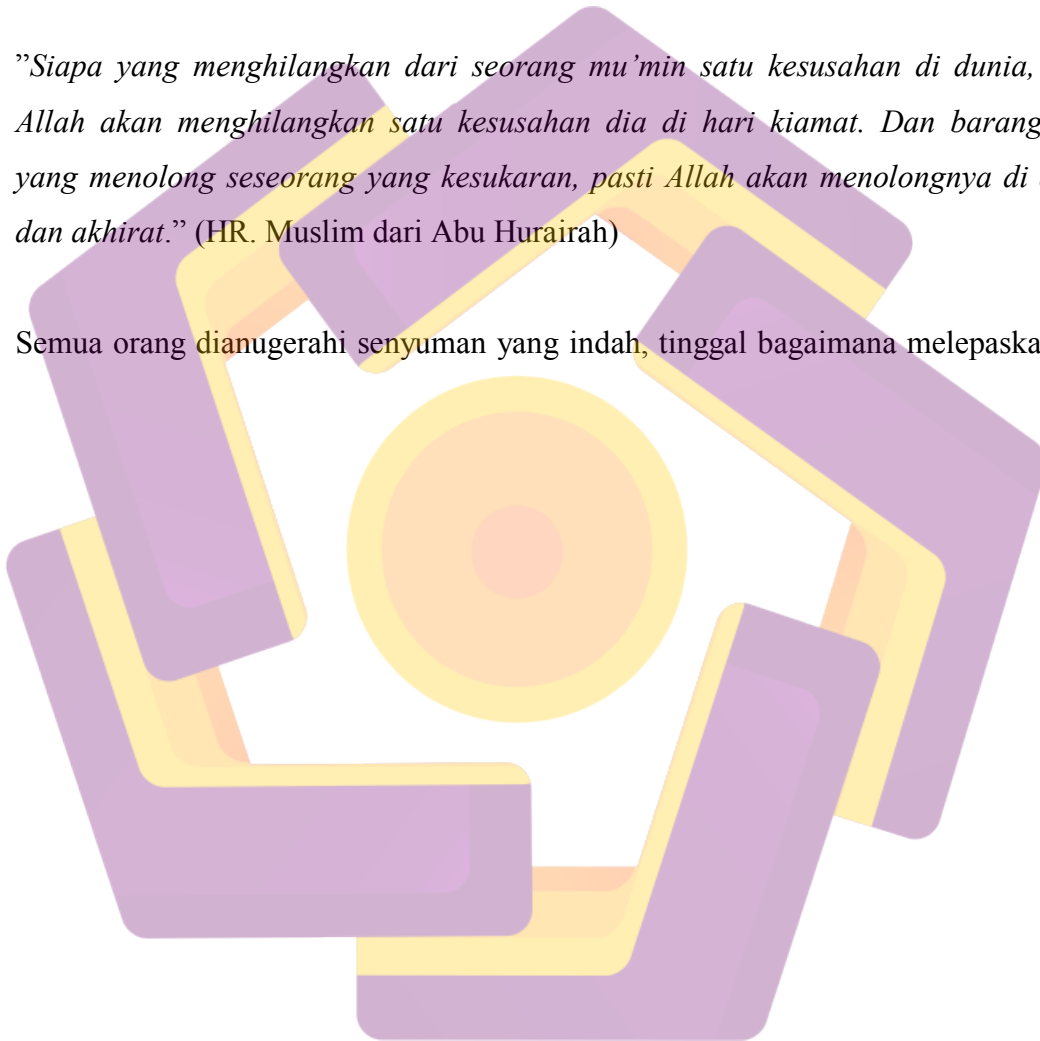 ”Siapa yang menghilangkan dari seorang mu’min satu kesusahan di dunia,
Allah akan menghilangkan satu kesusahan dia di hari kiamat. Dan barang
yang menolong seseorang yang kesukaran, pasti Allah akan menolongnya di
dan akhirat.” (HR. Muslim dari Abu Hurairah)
Semua orang dianugerahi senyuman yang indah, tinggal bagaimana melepaska